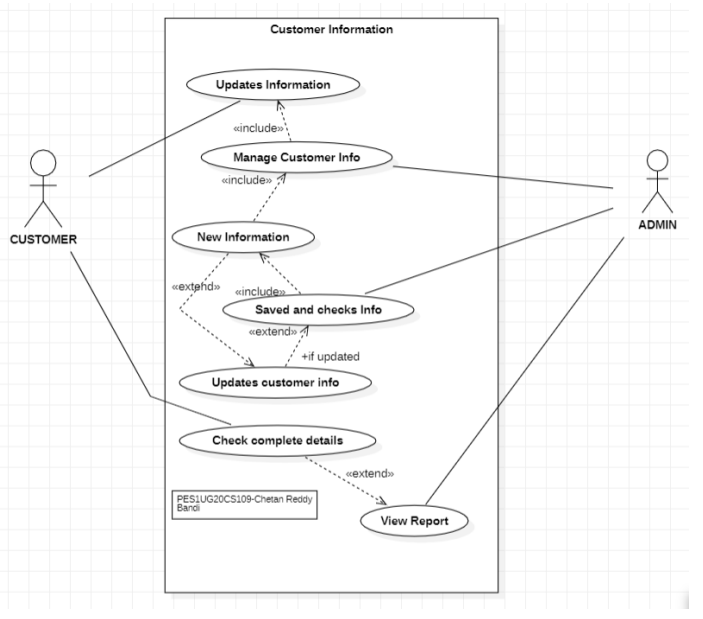 Customer Information
Updates Information
«include»
Manage Customer Info
«include»
CUSTOMER
ADMIN
New Information
«extend»
«include»
Saved and checks Info
«extend»
+if updated
Updates customer info
Check complete details
«extend»
PES1UG20CS109-Chetan Reddy
Bandi
View Report